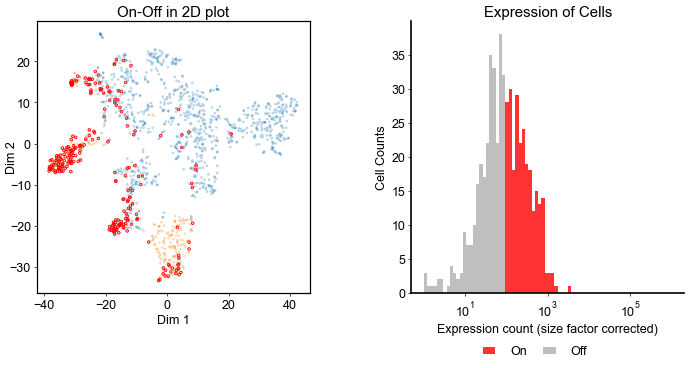 On-Off in 2D plot
Dim 2
20
10
0
−10
−20
−30
−40
−20
0
20
40
Dim 1
Expression of Cells
Cell Counts
35
30
25
20
15
10
5
0
10^1
10^3
10^5
Expression count (size factor corrected)
On
Off